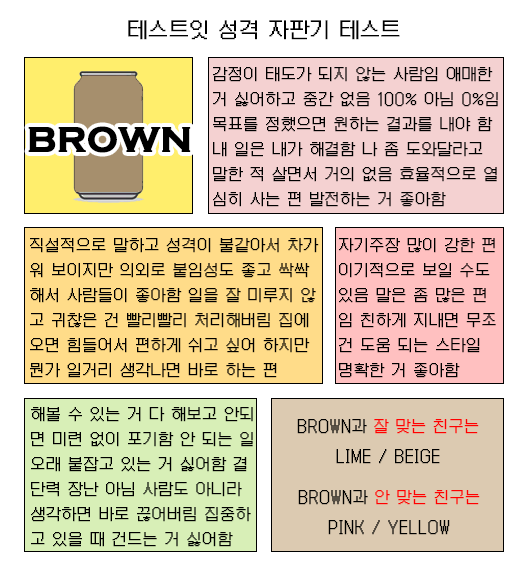 테스트잇 성격 자판기 테스트
BROWN
감정이 태도가 되지 않는 사람임 애매한
거 싫어하고 중간 없음 100% 아님 0%임
목표를 정했으면 원하는 결과를 내야 함
내 일은 내가 해결함 나 좀 도와달라고
말한 적 살면서 거의 없음 효율적으로 열
심히 사는 편 발전하는 거 좋아함
직설적으로 말하고 성격이 불같아서 차가
워 보이지만 의외로 붙임성도 좋고 싹싹
해서 사람들이 좋아함 일을 잘 미루지 않
고 귀찮은 건 빨리빨리 처리해버림 집에
오면 힘들어서 편하게 쉬고 싶어 하지만
뭔가 일거리 생각나면 바로 하는 편
자기주장 많이 강한 편
이기적으로 보일 수도
있음 말은 좀 많은 편
임 친하게 지내면 무조
건 도움 되는 스타일
명확한 거 좋아함
해볼 수 있는 거 다 해보고 안되
면 미련 없이 포기함 안 되는 일
오래 붙잡고 있는 거 싫어함 결
단력 장난 아님 사람도 아니라
생각하면 바로 끊어버림 집중하
고 있을 때 건드는 거 싫어함
BROWN과 잘 맞는 친구는
LIME / BEIGE
BROWN과 안 맞는 친구는
PINK / YELLOW